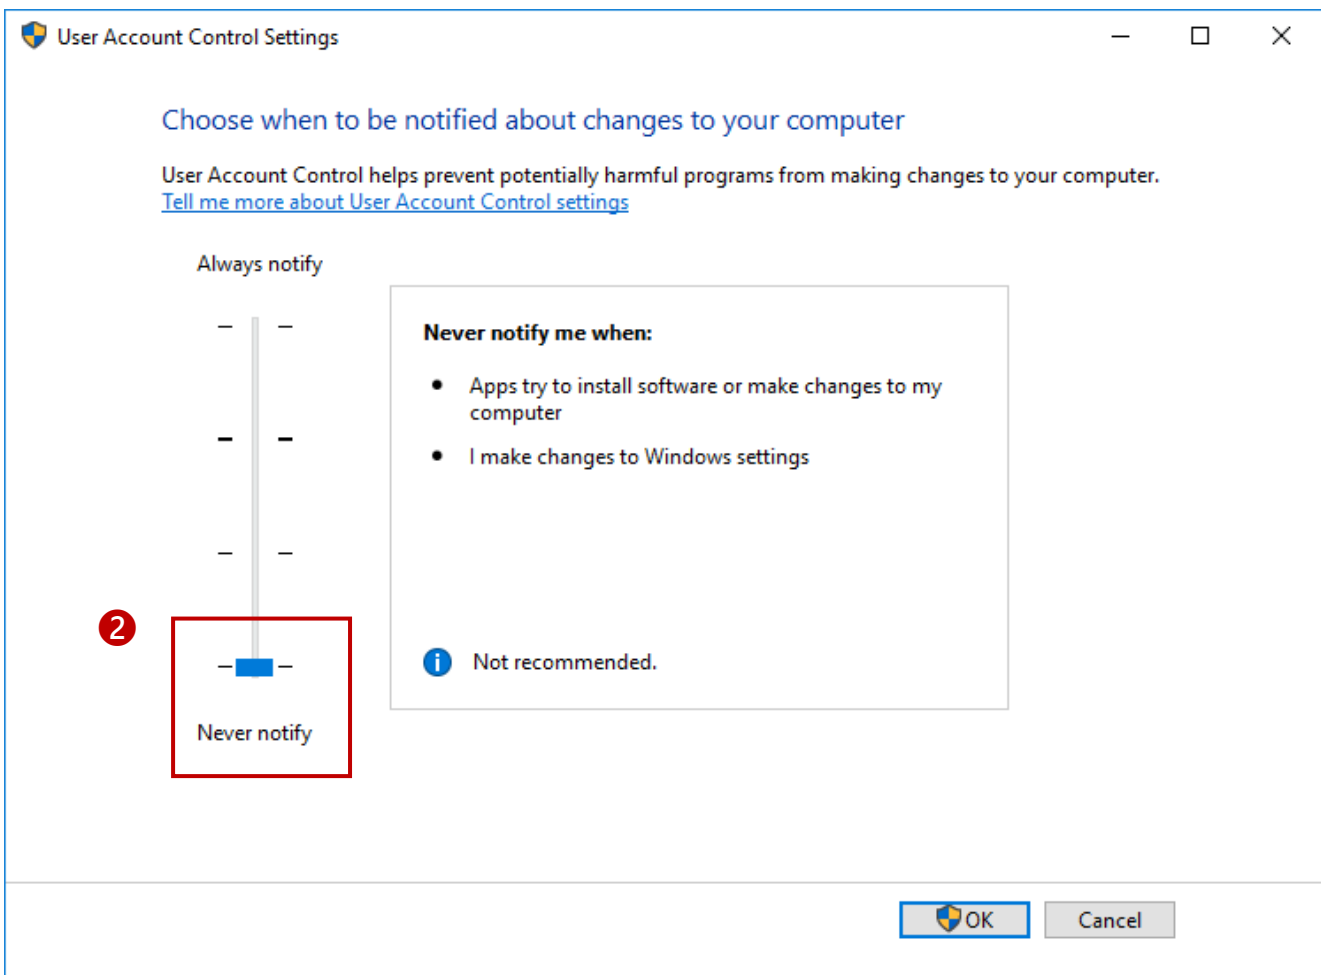 User Account Control Settings
Choose when to be notified about changes to your computer
User Account Control helps prevent potentially harmful programs from making changes to your computer.
Tell me more about User Account Control settings
Always notify
Never notify me when:
Apps try to install software or make changes to my
computer
I make changes to Windows settings
2
Not recommended.
Never notify
OK
Cancel